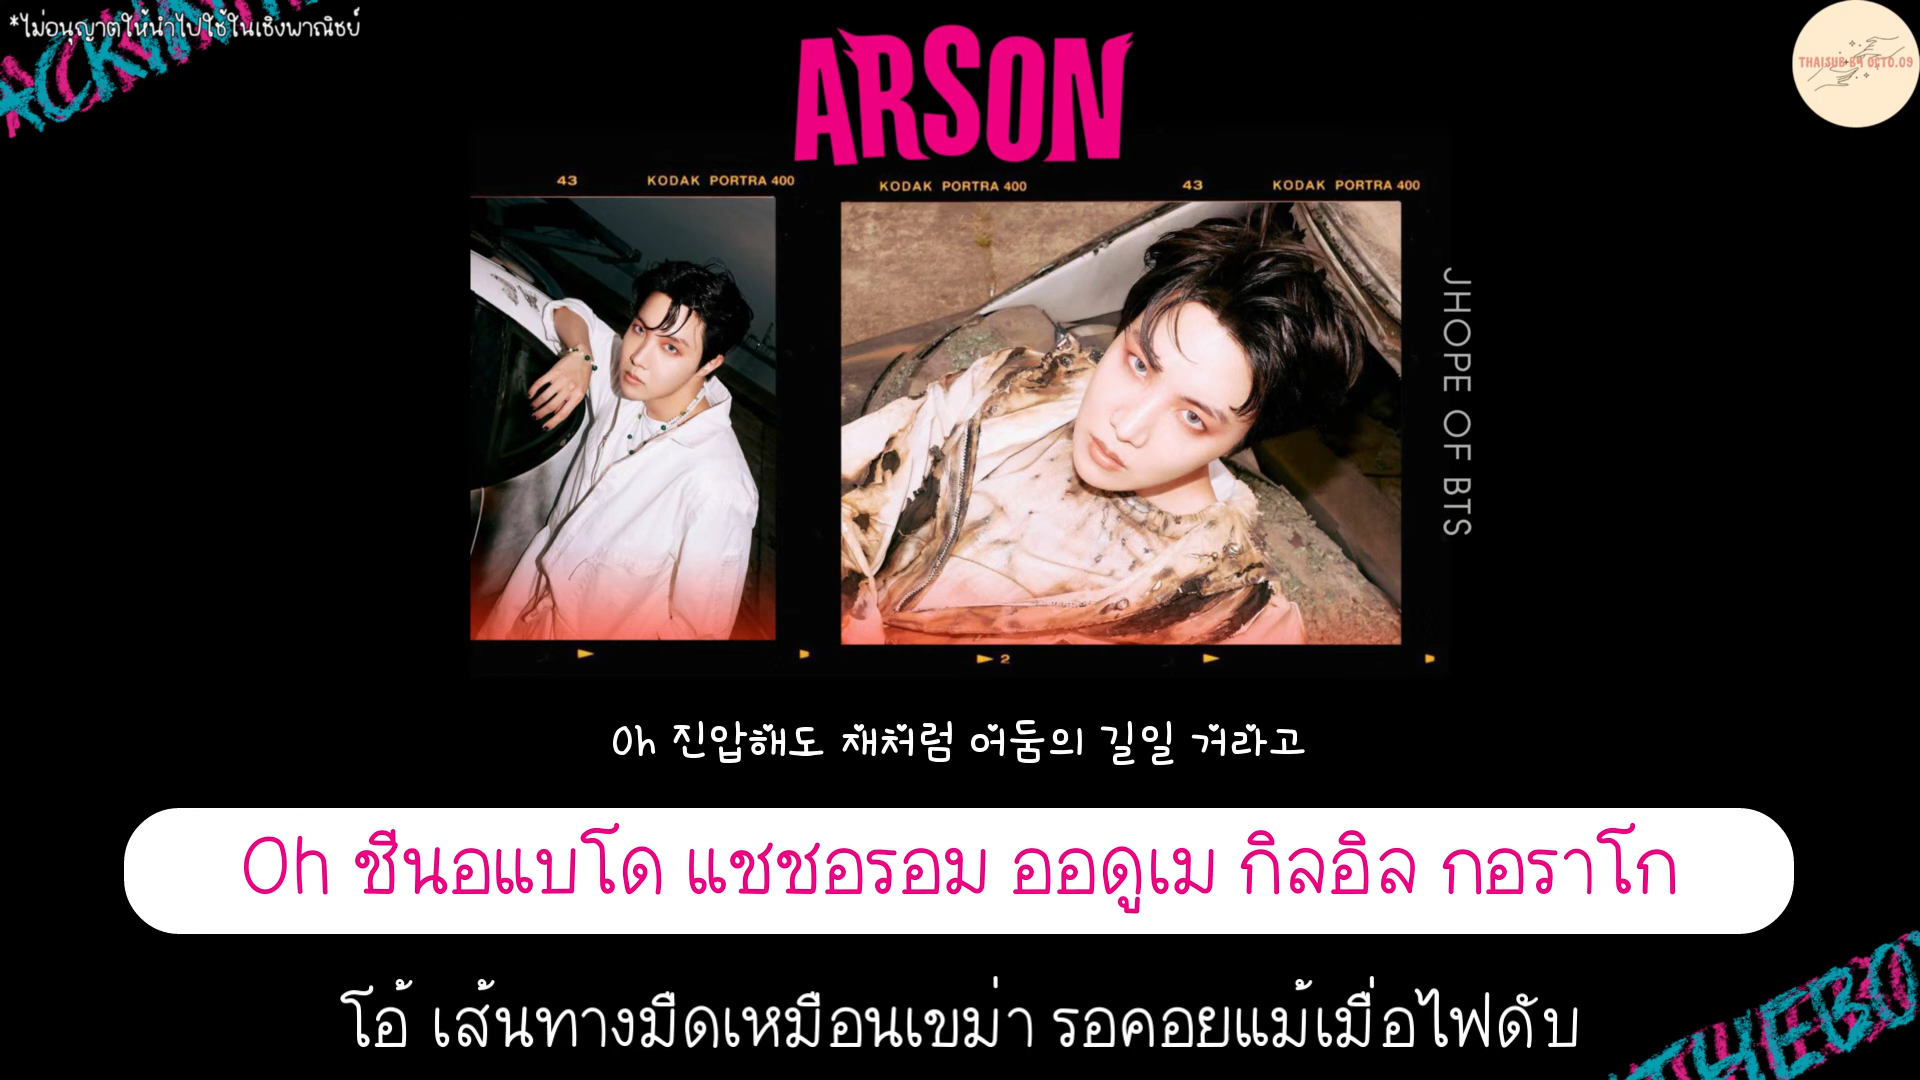 *ไม่อนุญาตให้นำไปใช้ในเชิงพาณิชย์
ARSON
THAISUB BY OCTO.09
43 KODAK PORTRA 400
KODAK PORTRA 400 43 KODAK PORTRA 400
JHOPE OF BTS
2
Oh 진압해도 재처럼 어둠의 길일 거라고
Oh ชีนอแบโด แชชอรอม ออดูเม กิลอิล กอราโก
โอ้ เส้นทางมืดเหมือนเขม่า รอคอยแม้เมื่อไฟดับ
THEBO